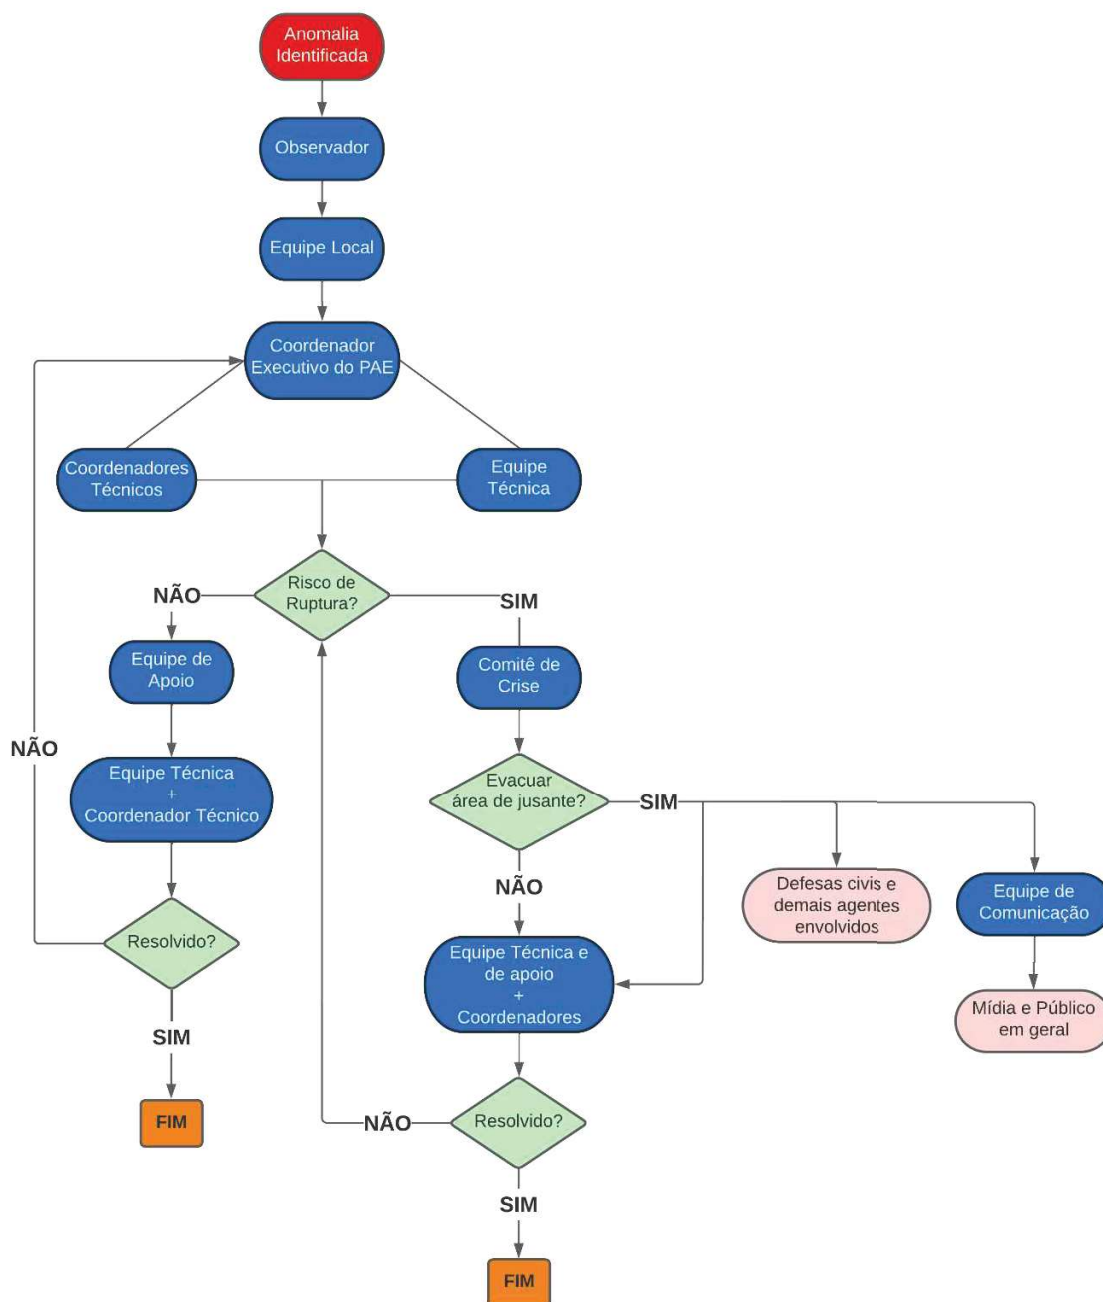 Anomalia
Identificada
Observador
Equipe Local
Coordenador
Executivo do PAE
Coordenadores
Técnicos
Equipe
Técnica
Risco de
Ruptura?
NÃO
SIM
Equipe de
Apoio
Comitê de
Crise
NÃO
Equipe Técnica
+
Coordenador Técnico
Evacuar
área de jusante?
SIM
NÃO
Defesas civis e
demais agentes
envolvidos
Equipe de
Comunicação
Resolvido?
Equipe Técnica e
de apoio
+
Coordenadores
Mídia e Público
em geral
SIM
FIM
NÃO
Resolvido?
SIM
FIM